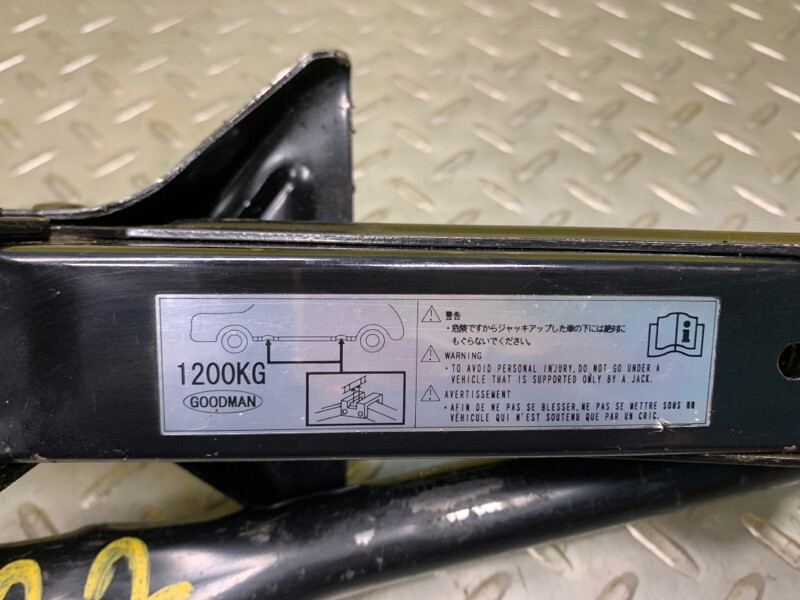 1200KG
GOODMAN
警告
・危険ですからジャッキアップした車の下には絶対に
もぐらないでください。
WARNING
・TO AVOID PERSONAL INJURY, DO NOT GO UNDER A
VEHICLE THAT IS SUPPORTED ONLY BY A JACK.
AVERTISSEMENT
・AFIN DE NE PAS SE BLESSER, NE PAS SE METTRE SOUS UN
VÉHICULE QUI N'EST SOUTENU QUE PAR UN CRIC.